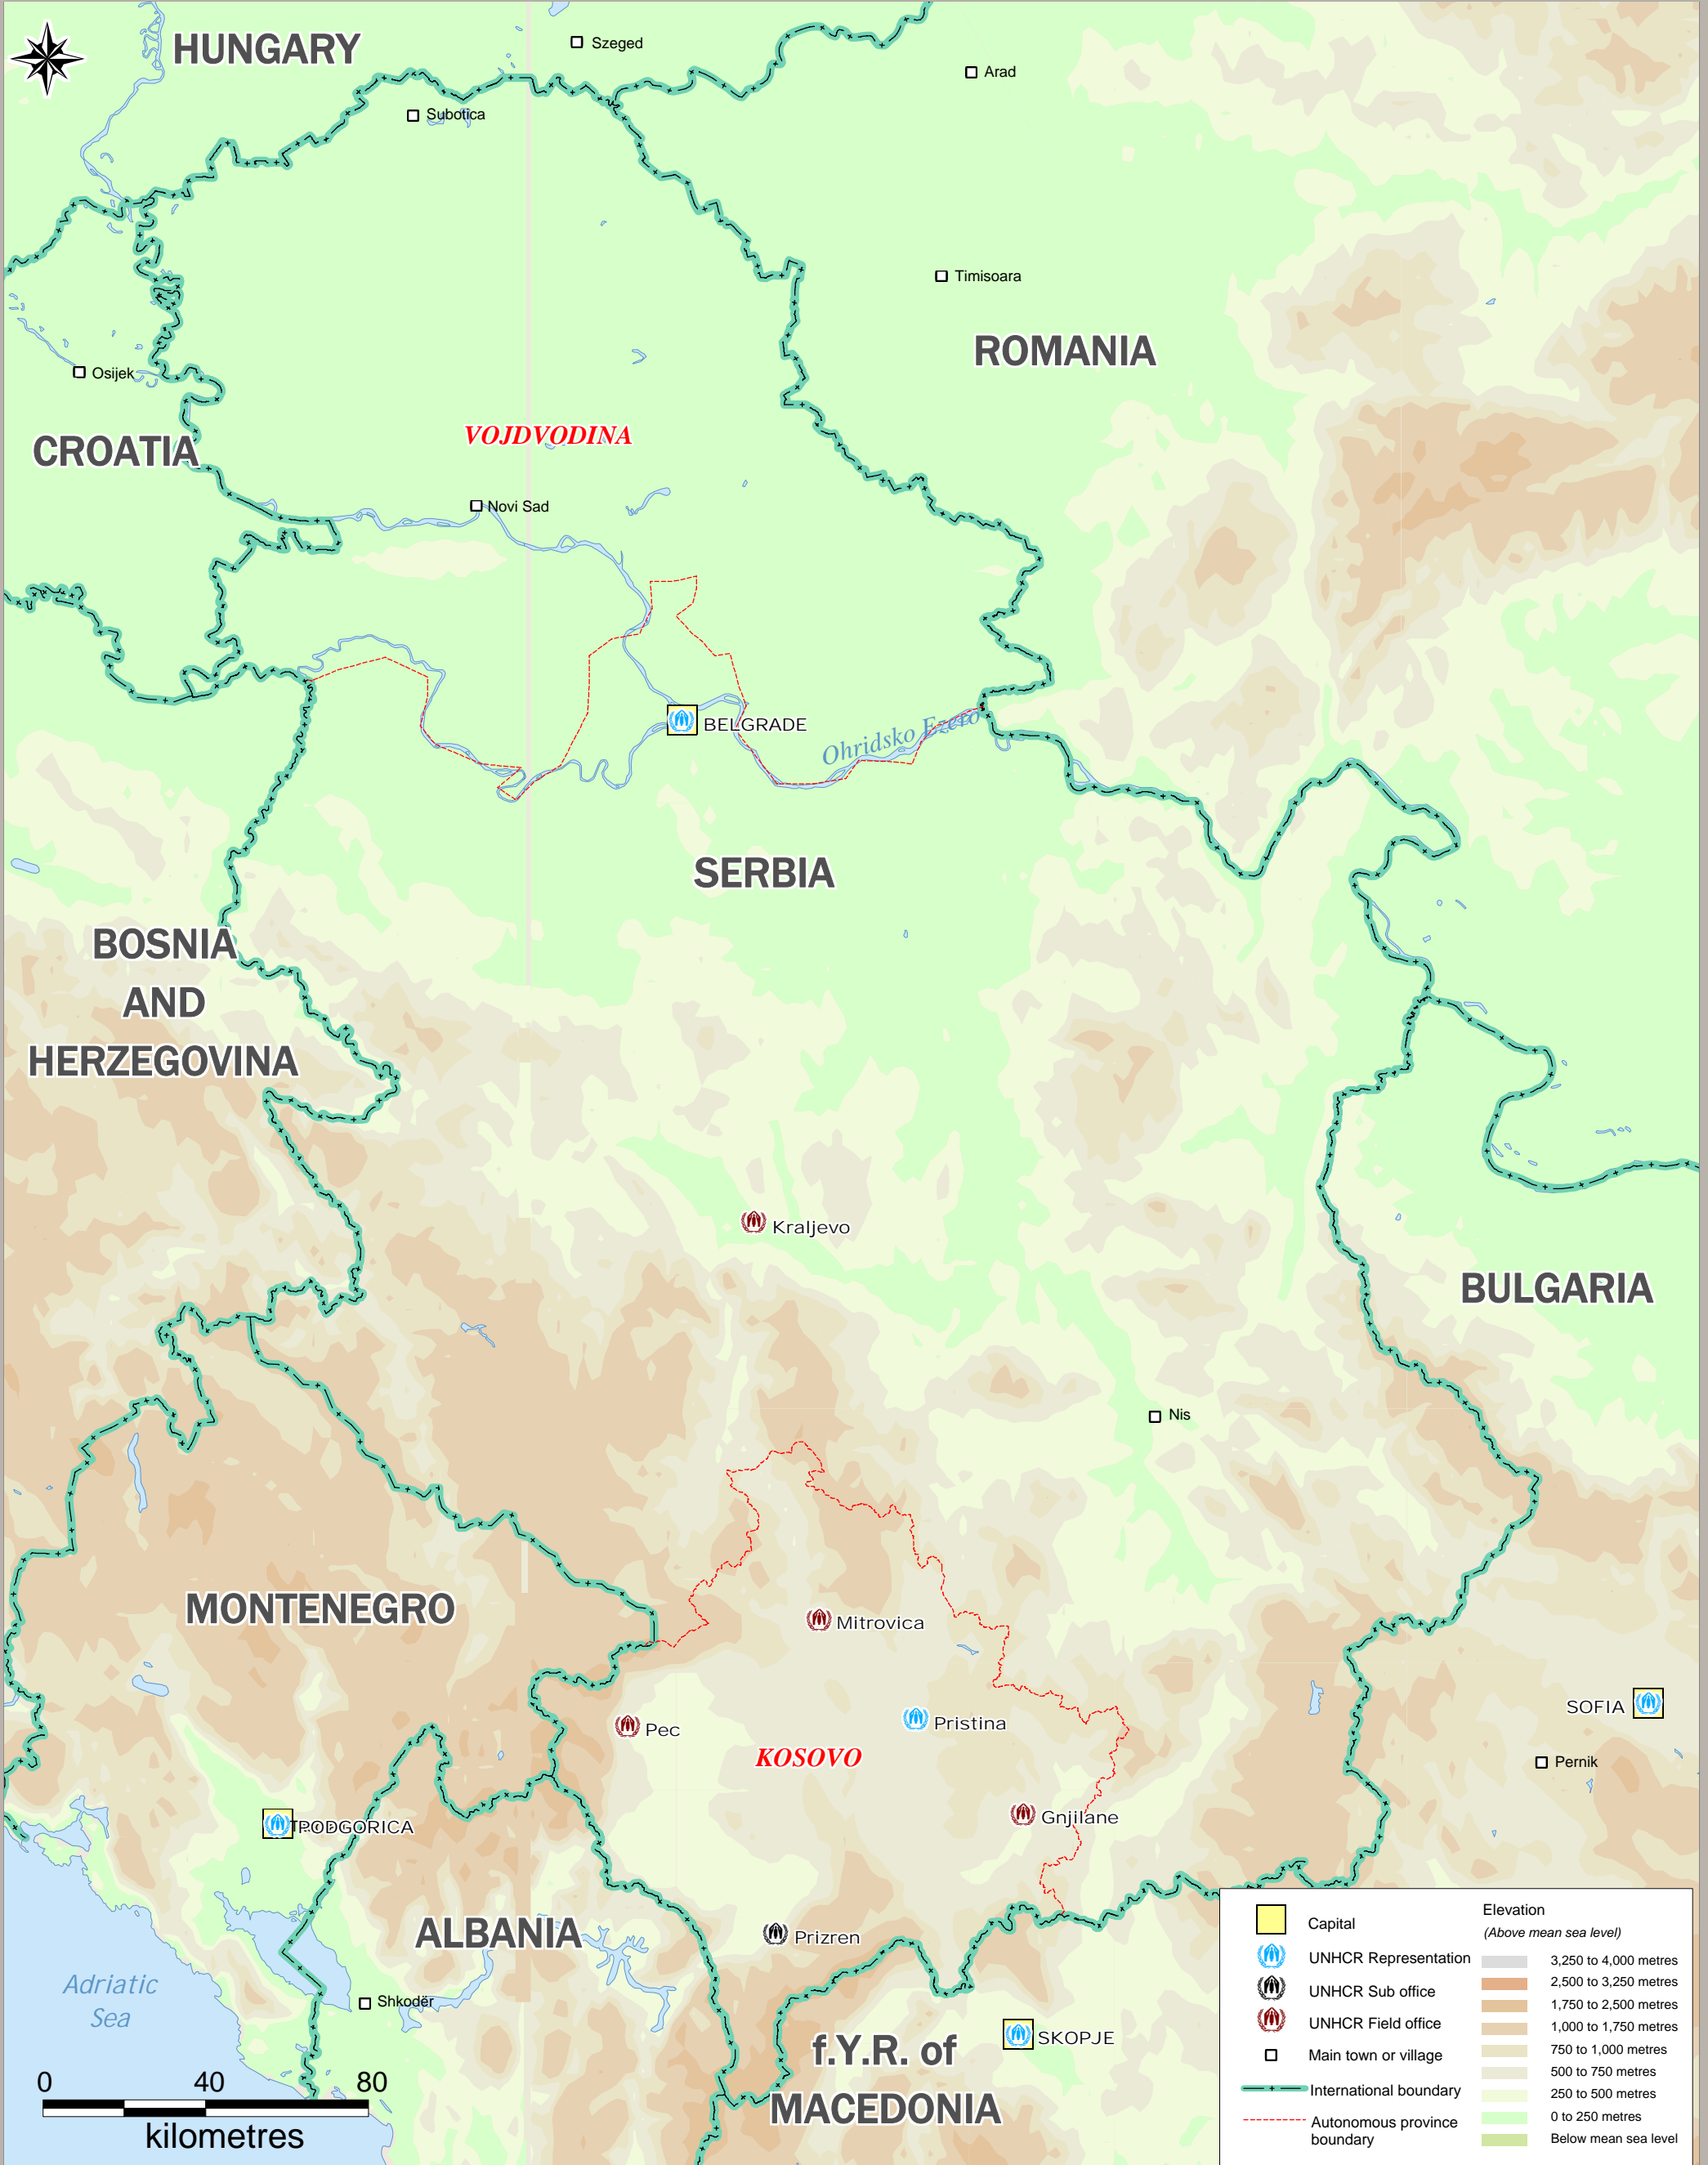 HUNGARY
Szeged
Arad
Subotica
Timisoara
ROMANIA
Osijek
CROATIA
VOJDVODINA
Novi Sad
BELGRADE
Ohridsko Ezero
SERBIA
BOSNIA
AND
HERZEGOVINA
Kraljevo
BULGARIA
Nis
MONTENEGRO
Mitrovica
Pec
Pristina
SOFIA
KOSOVO
Pernik
Gnjilane
PODGORICA
ALBANIA
Prizren
Adriatic
Sea
Shkodër
SKOPJE
f.Y.R. of
MACEDONIA
0 40 80
kilometres
Capital
UNHCR Representation
UNHCR Sub office
UNHCR Field office
Main town or village
International boundary
Autonomous province
boundary
Elevation
(Above mean sea level)
3,250 to 4,000 metres
2,500 to 3,250 metres
1,750 to 2,500 metres
1,000 to 1,750 metres
750 to 1,000 metres
500 to 750 metres
250 to 500 metres
0 to 250 metres
Below mean sea level